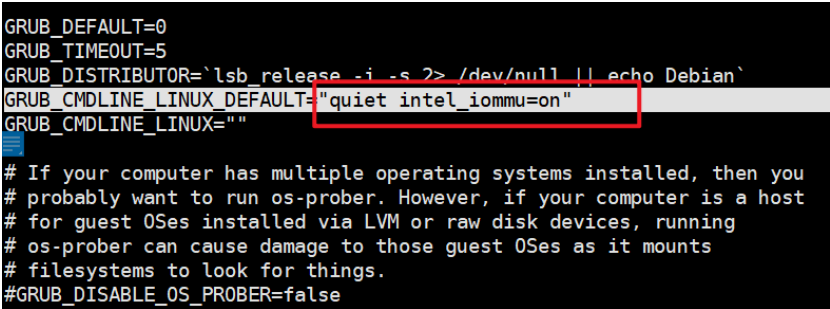 GRUB_DEFAULT=0
GRUB_TIMEOUT=5
GRUB_DISTRIBUTOR=`lsb_release -i -s 2> /dev/null || echo Debian`
GRUB_CMDLINE_LINUX_DEFAULT="quiet intel_iommu=on"
GRUB_CMDLINE_LINUX=""
# If your computer has multiple operating systems installed, then you
# probably want to run os-prober. However, if your computer is a host
# for guest OSes installed via LVM or raw disk devices, running
# os-prober can cause damage to those guest OSes as it mounts
# filesystems to look for things.
#GRUB_DISABLE_OS_PROBER=false